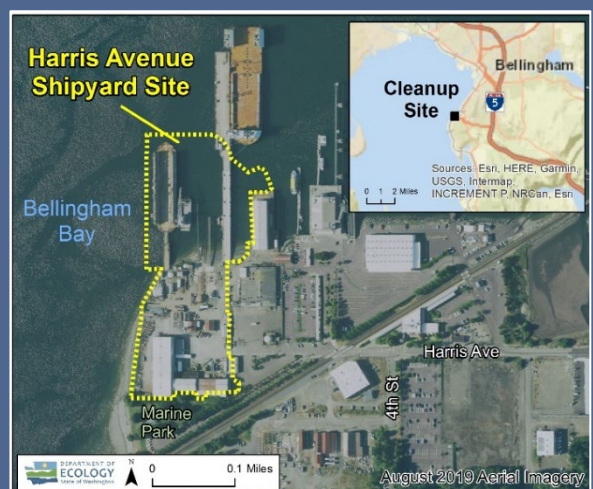 Harris Avenue
Shipyard Site
Bellingham
Bay
Marine
Park
4th St
Harris Ave
Bellingham
Cleanup
Site
5
Sources: Esri, HERE, Garmin,
USGS, Intermap,
INCREMENT P, NRCan, Esri
0 1 2 Miles
DEPARTMENT OF
ECOLOGY
State of Washington
N
0 0.1 Miles
August 2019 Aerial Imagery